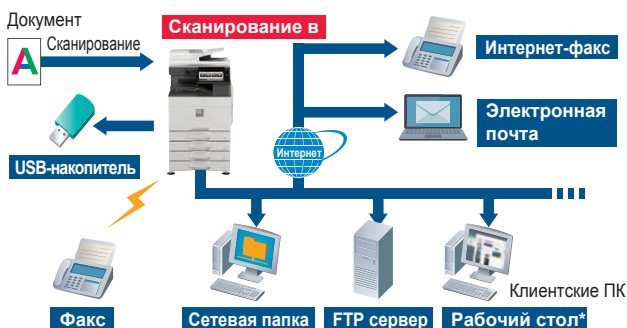 Документ
Сканирование в
Сканирование
A
Интернет-факс
Электронная
почта
Интернет
USB-накопитель
Клиентские ПК
Факс
Сетевая папка
FTP сервер
Рабочий стол*